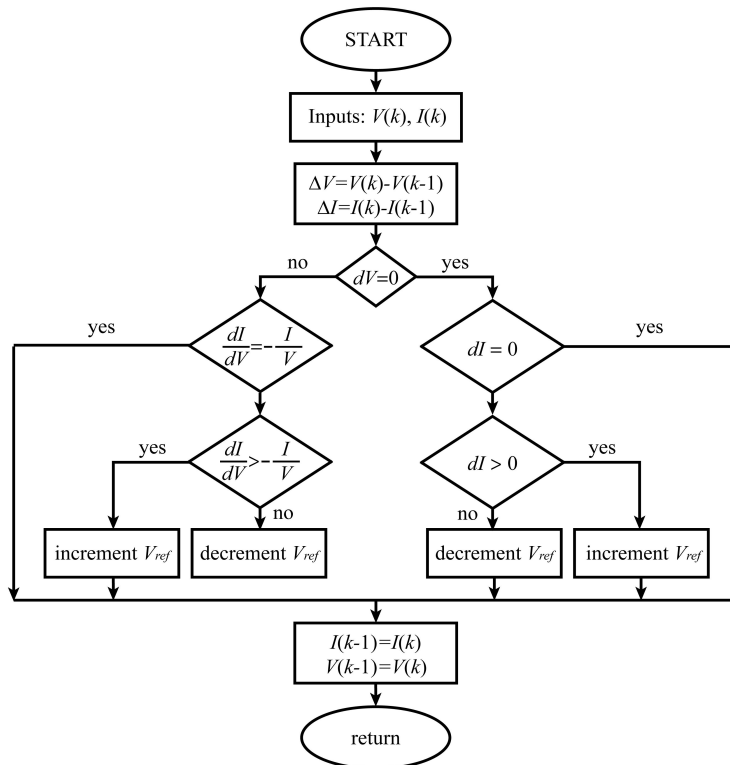 START
Inputs: V(k), I(k)
ΔV=V(k)-V(k-1)
ΔI=I(k)-I(k-1)
no
dV=0
yes
yes
dI/dV=-I/V
dI = 0
yes
yes
dI/dV>-I/V
no
dI > 0
yes
no
increment Vref
decrement Vref
decrement Vref
increment Vref
I(k-1)=I(k)
V(k-1)=V(k)
return